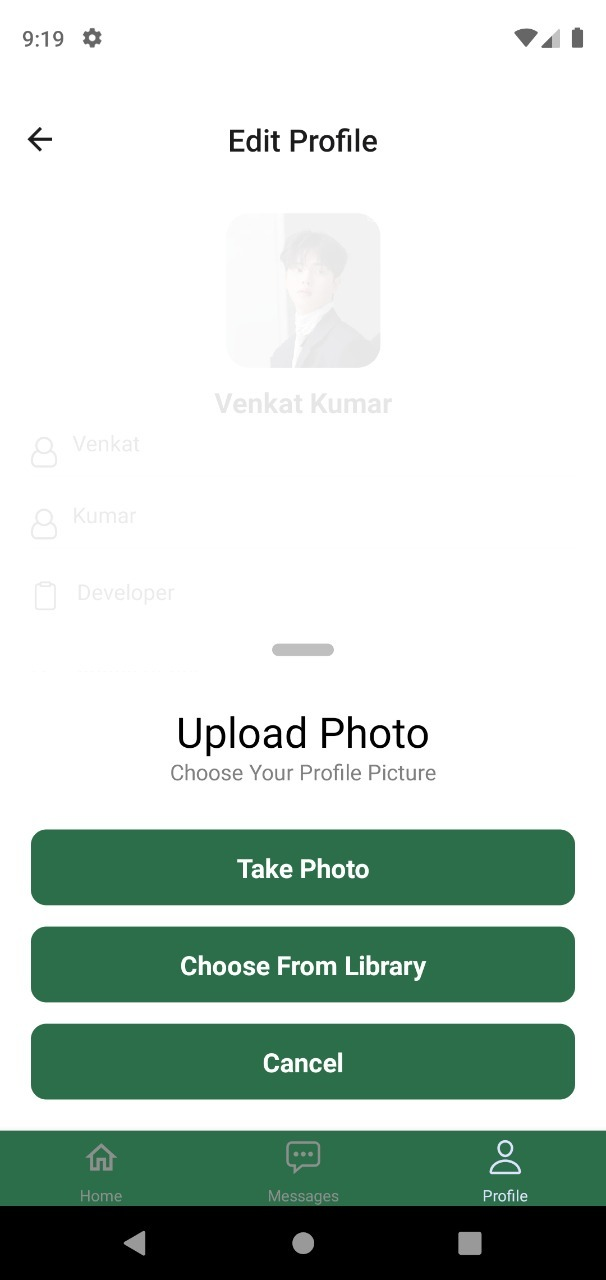 9:19
Edit Profile
Venkat Kumar
Venkat
Kumar
Developer
Upload Photo
Choose Your Profile Picture
Take Photo
Choose From Library
Cancel
Home
Messages
Profile